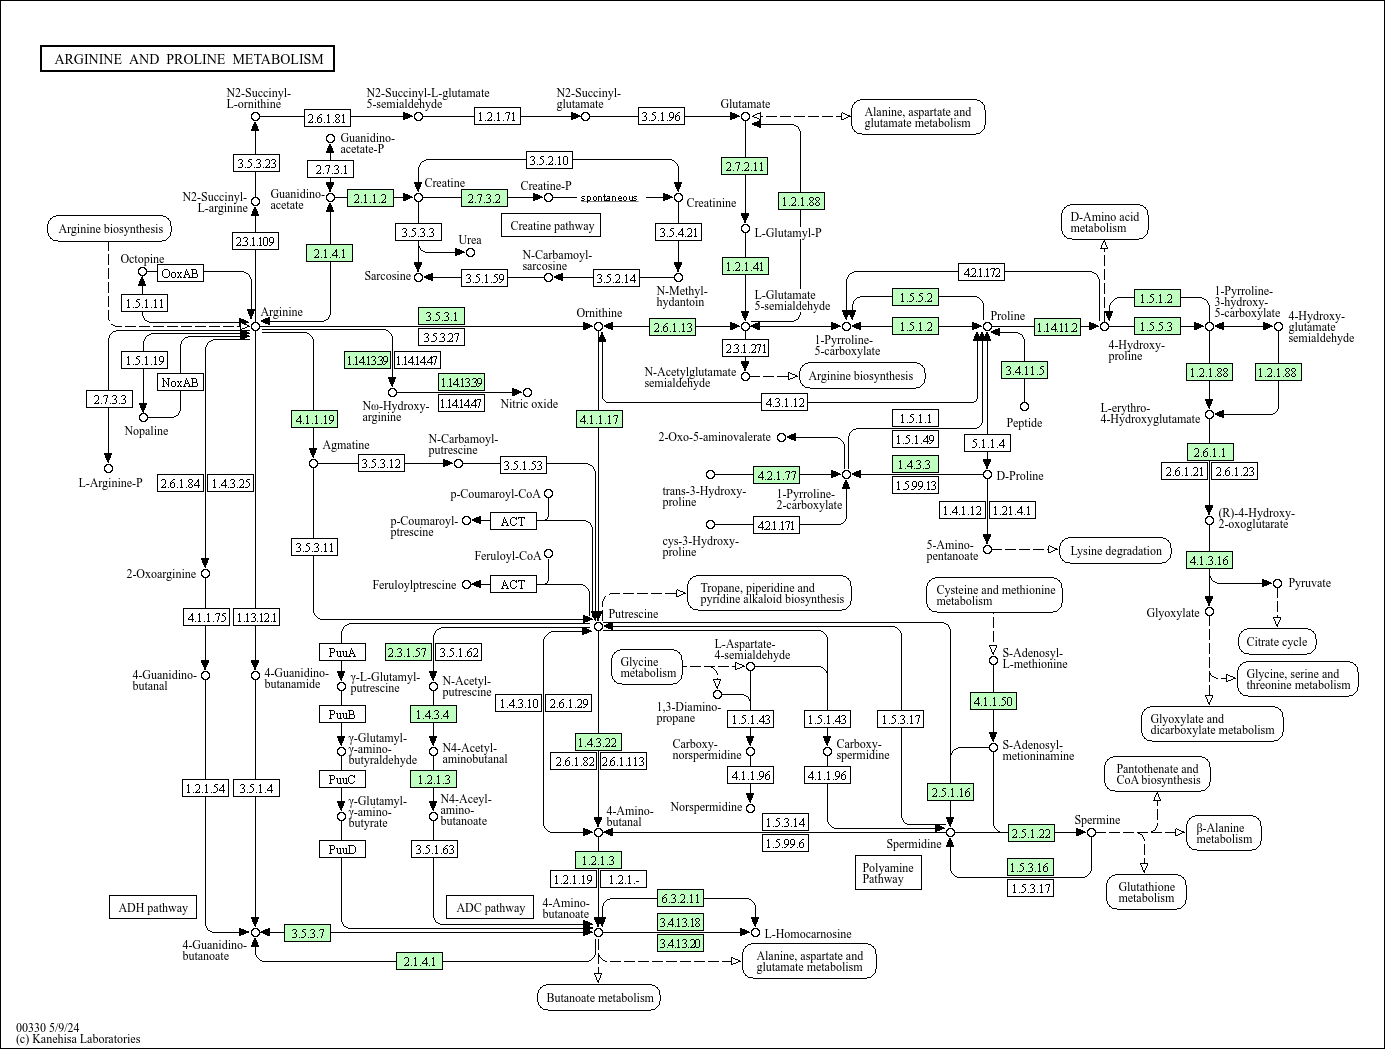 ARGININE AND PROLINE METABOLISM
N2-Succinyl-
L-ornithine
2.6.1.81
N2-Succinyl-L-glutamate
5-semialdehyde
1.2.1.71
N2-Succinyl-
glutamate
3.5.1.96
Glutamate
Alanine, aspartate and
glutamate metabolism
Guanidino-
acetate-P
3.5.3.23
2.7.3.1
3.5.2.10
2.7.2.11
N2-Succinyl-
L-arginine
Guanidino-
acetate
2.1.1.2
Creatine
2.7.3.2
Creatine-P
spontaneous
Creatinine
1.2.1.88
Arginine biosynthesis
2.3.1.109
2.1.4.1
3.5.3.3
Urea
Creatine pathway
3.5.4.21
L-Glutamyl-P
D-Amino acid
metabolism
Octopine
OoxAB
Sarcosine
3.5.1.59
N-Carbamoyl-
sarcosine
3.5.2.14
N-Methyl-
hydantoin
1.2.1.41
4.2.1.172
1.5.1.11
Arginine
3.5.3.1
3.5.3.27
Ornithine
2.6.1.13
L-Glutamate
5-semialdehyde
1.5.5.2
1.5.1.2
1-Pyrroline-
5-carboxylate
Proline
1.14.11.2
4-Hydroxy-
proline
1.5.1.2
1.5.5.3
1-Pyrroline-
3-hydroxy-
5-carboxylate
4-Hydroxy-
glutamate
semialdehyde
1.5.1.19
NoxAB
1.14.13.39
1.14.14.47
2.3.1.271
N-Acetylglutamate
semialdehyde
Arginine biosynthesis
3.4.11.5
1.2.1.88
1.2.1.88
2.7.3.3
Nopaline
Nω-Hydroxy-
arginine
1.14.13.39
1.14.14.47
Nitric oxide
4.3.1.12
Peptide
L-erythro-
4-Hydroxyglutamate
4.1.1.19
4.1.1.17
1.5.1.1
1.5.1.49
5.1.1.4
L-Arginine-P
2.6.1.84
1.4.3.25
Agmatine
3.5.3.12
N-Carbamoyl-
putrescine
3.5.1.53
2-Oxo-5-aminovalerate
2.6.1.1
2.6.1.21
2.6.1.23
trans-3-Hydroxy-
proline
4.2.1.77
1-Pyrroline-
2-carboxylate
1.4.3.3
1.5.99.13
D-Proline
p-Coumaroyl-CoA
p-Coumaroyl-
ptrescine
ACT
cys-3-Hydroxy-
proline
4.2.1.171
1.4.1.12
1.21.4.1
(R)-4-Hydroxy-
2-oxoglutarate
3.5.3.11
Feruloyl-CoA
Feruloylptrescine
ACT
5-Amino-
pentanoate
Lysine degradation
4.1.3.16
2-Oxoarginine
Tropane, piperidine and
pyridine alkaloid biosynthesis
Cysteine and methionine
metabolism
Pyruvate
Glyoxylate
4.1.1.75
1.13.12.1
Putrescine
Citrate cycle
PuuA
2.3.1.57
3.5.1.62
Glycine
metabolism
L-Aspartate-
4-semialdehyde
S-Adenosyl-
L-methionine
4-Guanidino-
butanal
4-Guanidino-
butanamide
γ-L-Glutamyl-
putrescine
N-Acetyl-
putrescine
Glycine, serine and
threonine metabolism
1.4.3.10
2.6.1.29
1,3-Diamino-
propane
4.1.1.50
PuuB
1.4.3.4
1.5.1.43
1.5.1.43
1.5.3.17
Glyoxylate and
dicarboxylate metabolism
γ-Glutamyl-
γ-amino-
butyraldehyde
N4-Acetyl-
aminobutanal
1.4.3.22
2.6.1.82
2.6.1.113
Carboxy-
norspermidine
Carboxy-
spermidine
S-Adenosyl-
metioninamine
PuuC
1.2.1.3
4.1.1.96
4.1.1.96
Pantothenate and
CoA biosynthesis
1.2.1.54
3.5.1.4
2.5.1.16
γ-Glutamyl-
γ-amino-
butyrate
N4-Aceyl-
amino-
butanoate
4-Amino-
butanal
Norspermidine
1.5.3.14
1.5.99.6
Spermidine
2.5.1.22
Spermine
β-Alanine
metabolism
PuuD
3.5.1.63
1.2.1.3
1.2.1.19
1.2.1.-
Polyamine
Pathway
1.5.3.16
1.5.3.17
Glutathione
metabolism
ADH pathway
ADC pathway
4-Amino-
butanoate
6.3.2.11
3.4.13.18
3.4.13.20
L-Homocarnosine
4-Guanidino-
butanoate
3.5.3.7
2.1.4.1
Alanine, aspartate and
glutamate metabolism
Butanoate metabolism
00330 5/9/24
(c) Kanehisa Laboratories